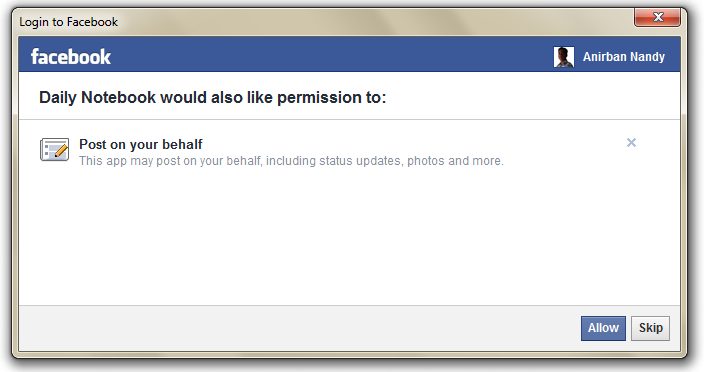 Login to Facebook
facebook
Anirban Nandy
Daily Notebook would also like permission to:
Post on your behalf
This app may post on your behalf, including status updates, photos and more.
Allow
Skip